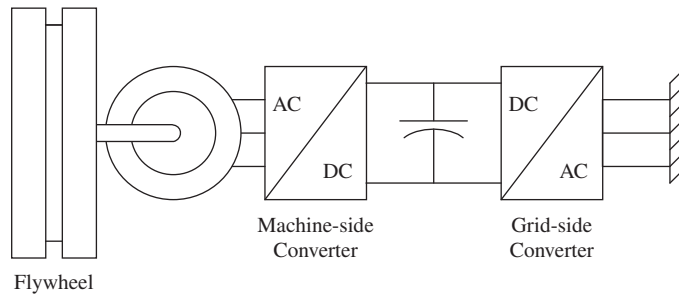 AC
DC
DC
AC
Machine-side
Converter
Grid-side
Converter
Flywheel